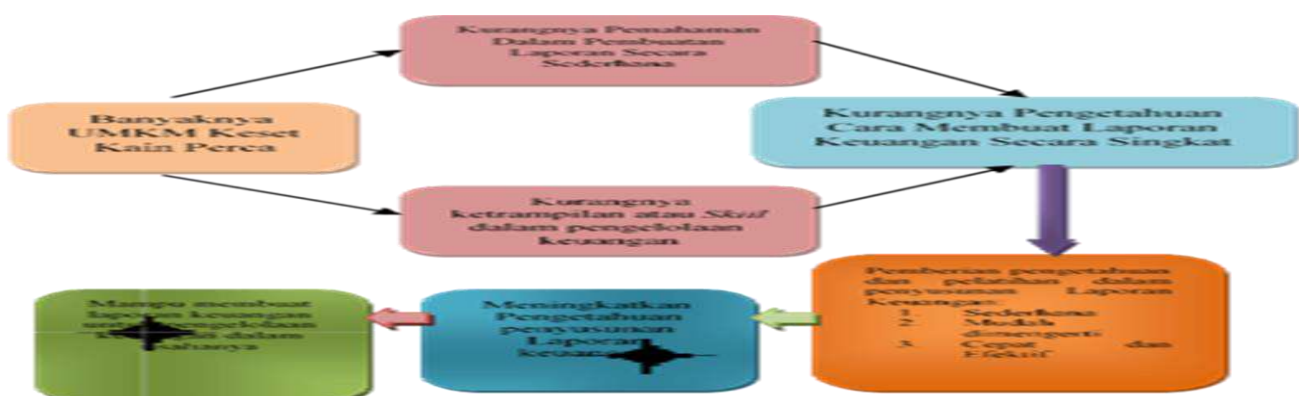 Kurangnya Pemahaman
Dalam Pembuatan
Laporan Secara
Sederhana
Banyaknya
UMKM Keset
Kain Perca
Kurangnya Pengetahuan
Cara Membuat Laporan
Keuangan Secara Singkat
Kurangnya
ketrampilan atau Skill
dalam pengelolaan
keuangan
Pemberian pengetahuan
dan pelatihan dalam
penyusunan Laporan
Keuangan:
1. Sederhana
2. Mudah
dimengerti
3. Cepat dan
Efektif
Meningkatkan
Pengetahuan
penyusunan
Laporan
Mampu membuat
laporan keuangan
dalam